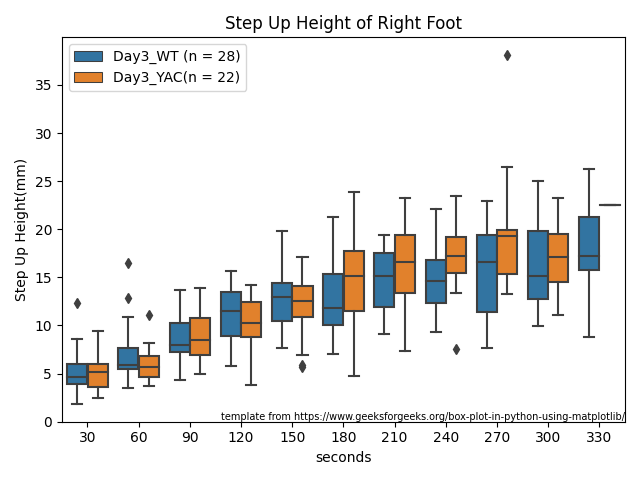 Step Up Height of Right Foot
Day3_WT (n = 28)
Day3_YAC(n = 22)
Step Up Height(mm)
35
30
25
20
15
10
5
0
template from https://www.geeksforgeeks.org/box-plot-in-python-using-matplotlib/
30 60 90 120 150 180 210 240 270 300 330
seconds